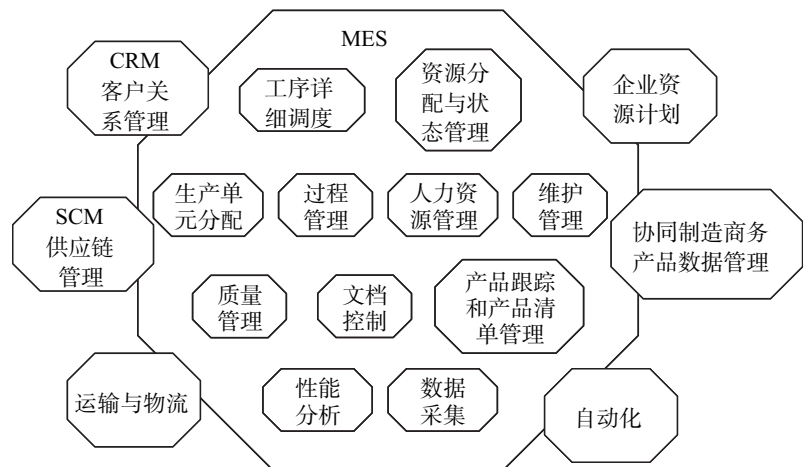 MES
CRM
客户关
系管理
工序详
细调度
资源分
配与状
态管理
企业资
源计划
生产单
元分配
过程
管理
人力资
源管理
维护
管理
SCM
供应链
管理
协同制造商务
产品数据管理
质量
管理
文档
控制
产品跟踪
和产品清
单管理
运输与物流
性能
分析
数据
采集
自动化